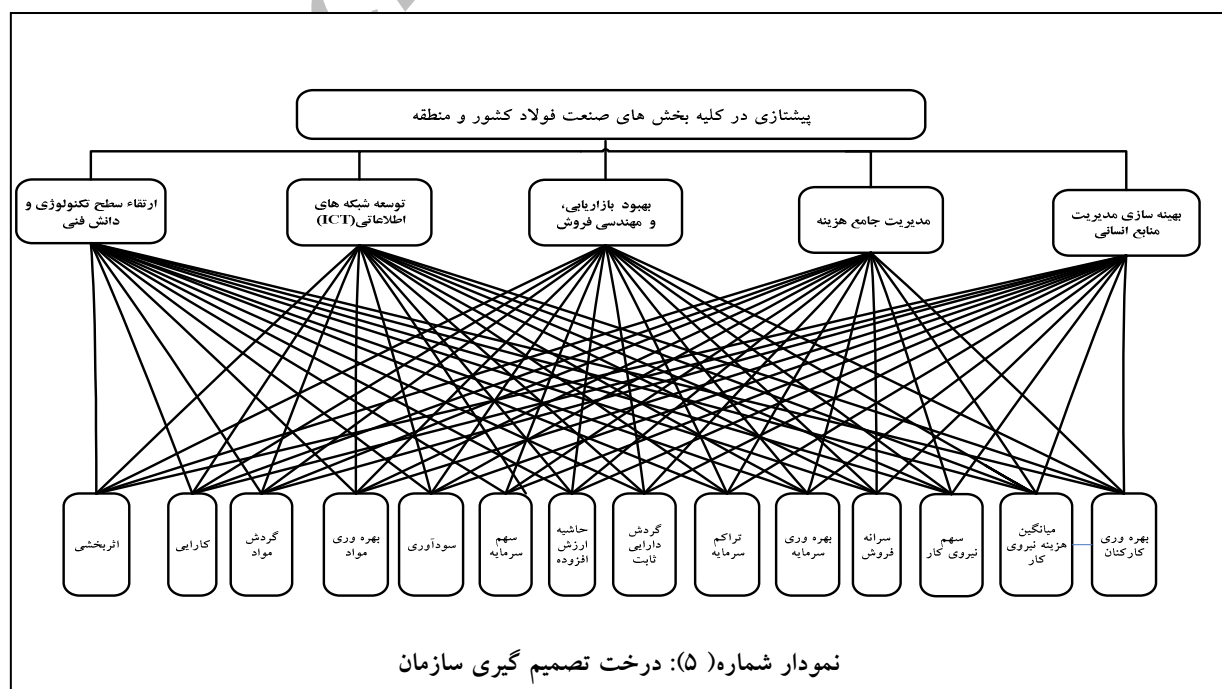 پیشتازی در کلیه بخش های صنعت فولاد کشور و منطقه
بهینه سازی مدیریت
منابع انسانی
مدیریت جامع هزینه
بهبود بازاریابی،
و مهندسی فروش
توسعه شبکه های
اطلاعاتی(ICT)
ارتقاء سطح تکنولوژی و
دانش فنی
بهره وری
کارکنان
میانگین
هزینه نیروی
کار
سهم
نیروی کار
سرانه
فروش
بهره وری
سرمایه
تراکم
سرمایه
گردش
دارایی
ثابت
حاشیه
ارزش
افزوده
سهم
سرمایه
سودآوری
بهره وری
مواد
گردش
مواد
کارایی
اثربخشی
نمودار شماره( ۵): درخت تصمیم گیری سازمان